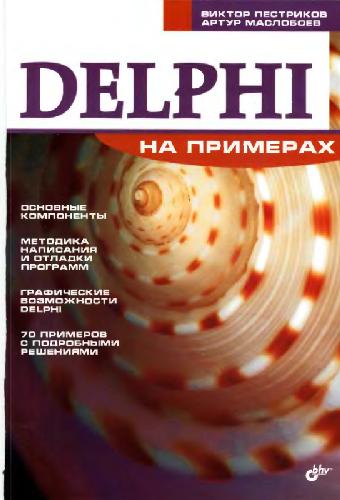 ВИКТОР ПЕСТРИКОВ
АРТУР МАСЛОБОЕВ
DELPHI
НА ПРИМЕРАХ
ОСНОВНЫЕ
КОМПОНЕНТЫ
МЕТОДИКА
НАПИСАНИЯ
И ОТЛАДКИ
ПРОГРАММ
ГРАФИЧЕСКИЕ
ВОЗМОЖНОСТИ
DELPHI
70 ПРИМЕРОВ
С ПОДРОБНЫМИ
РЕШЕНИЯМИ
bhv